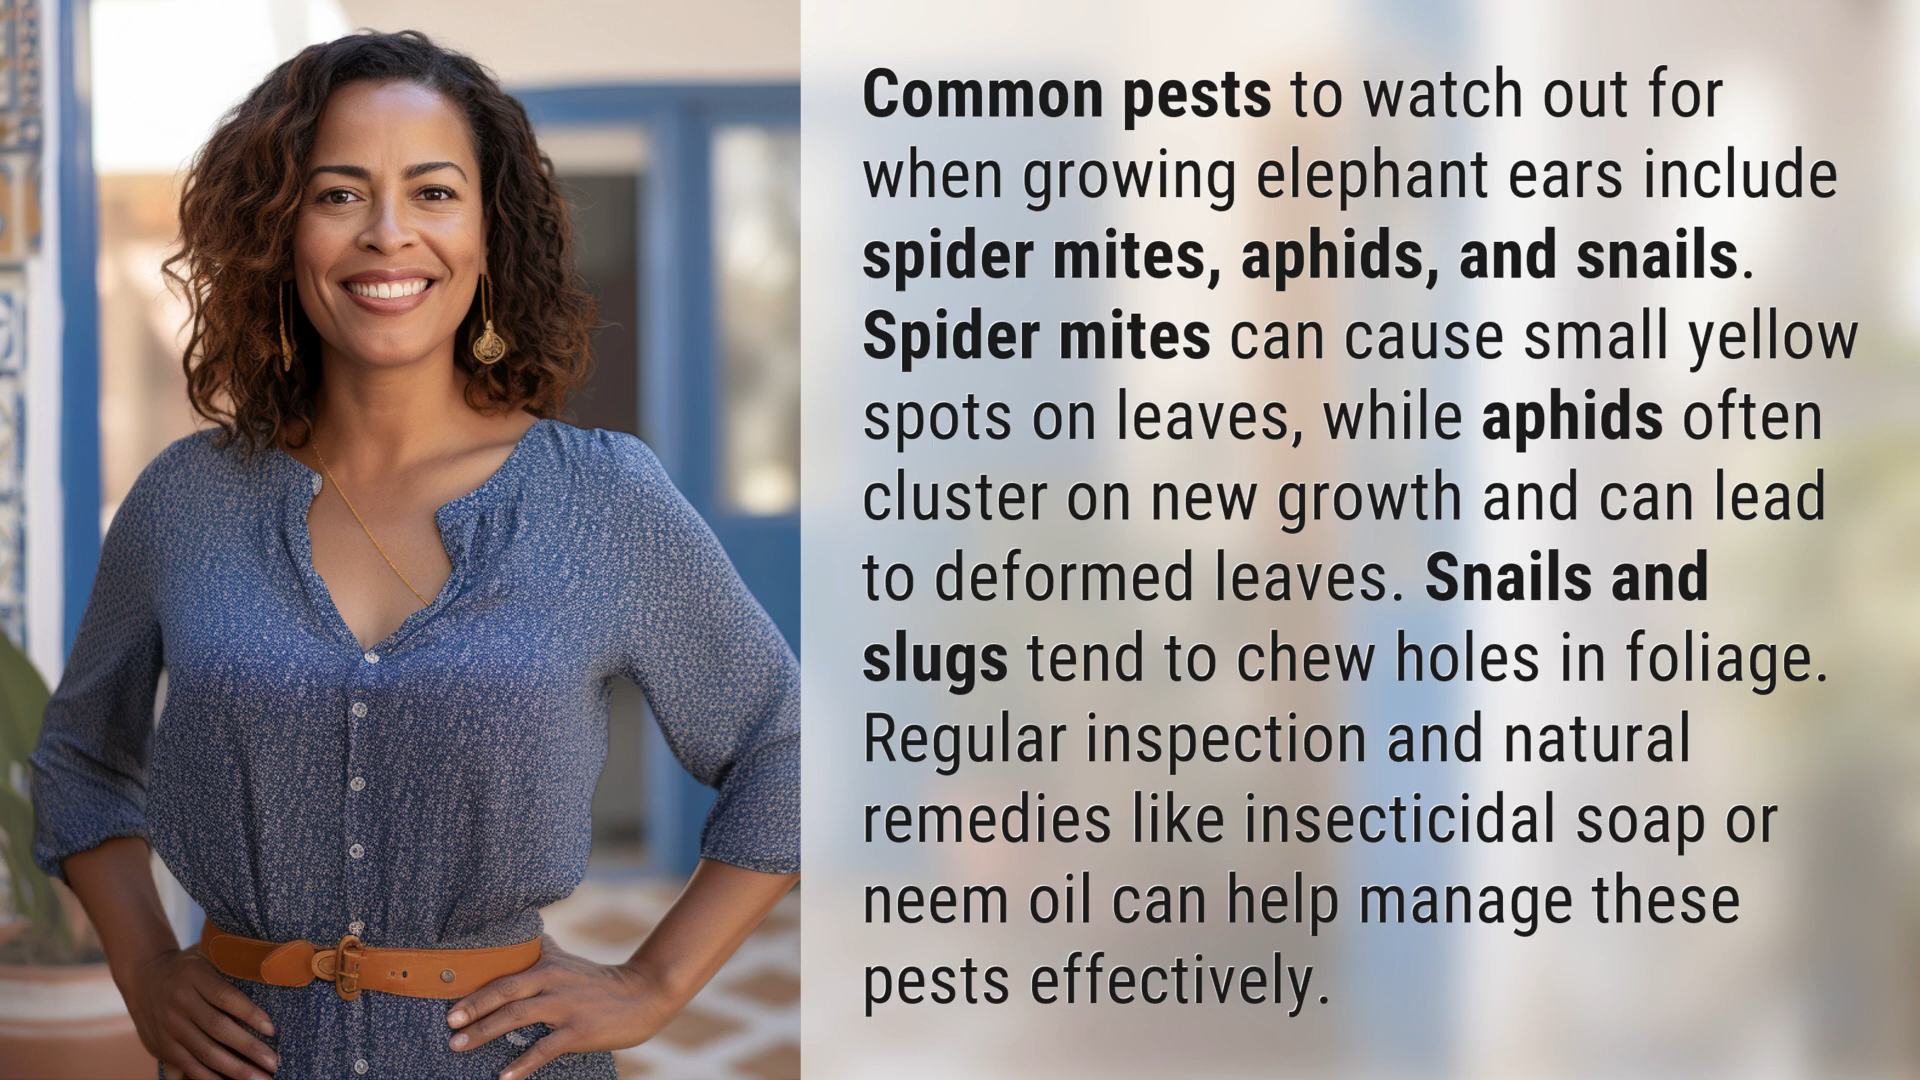 Common pests to watch out for
when growing elephant ears include
spider mites, aphids, and snails.
Spider mites can cause small yellow
spots on leaves, while aphids often
cluster on new growth and can lead
to deformed leaves. Snails and
slugs tend to chew holes in foliage.
Regular inspection and natural
remedies like insecticidal soap or
neem oil can help manage these
pests effectively.